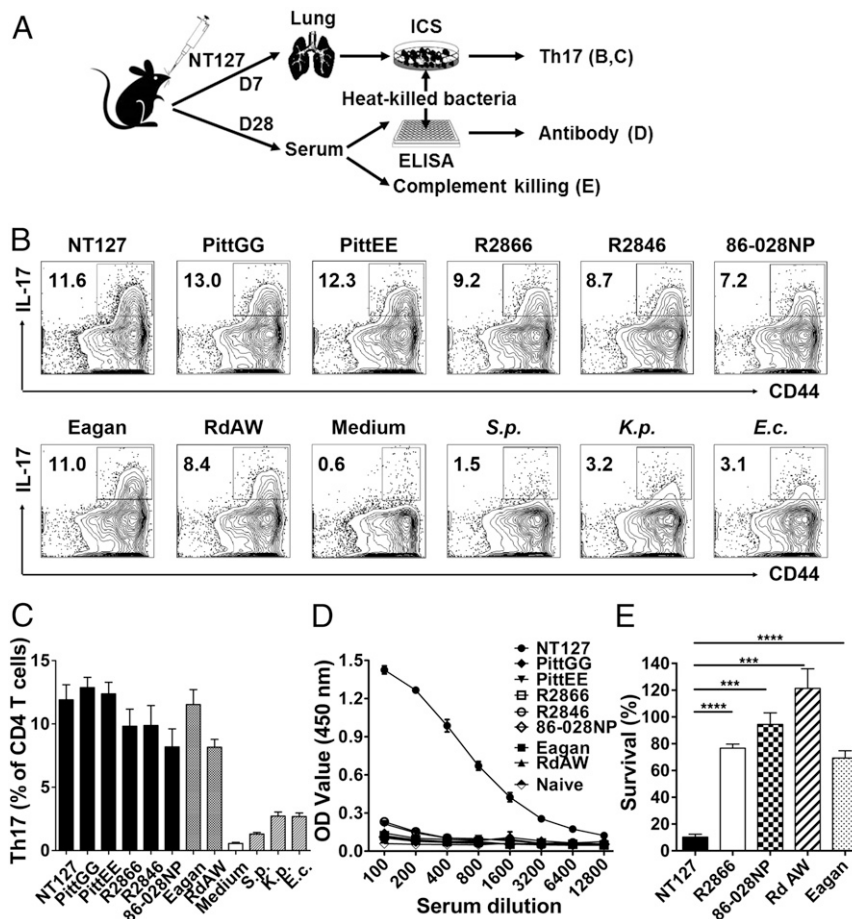 A
Lung
ICS
NT127
D7
Th17 (B,C)
Heat-killed bacteria
D28
Serum
ELISA
Antibody (D)
Complement killing (E)
B
NT127 PittGG PittEE R2866 R2846 86-028NP
IL-17
11.6 13.0 12.3 9.2 8.7 7.2
CD44
Eagan RdAW Medium S.p. K.p. E.c.
IL-17
11.0 8.4 0.6 1.5 3.2 3.1
CD44
C
Th17 (% of CD4 T cells)
15
10
5
0
NT127 PittGG PittEE R2866 R2846 86-028NP Eagan RdAW Medium S.p. K.p. E.c.
D
OD Value (450 nm)
1.5
1.2
0.9
0.6
0.3
0.0
NT127
PittGG
PittEE
R2866
R2846
86-028NP
Eagan
RdAW
Naive
100 200 400 800 1600 3200 6400 12800
Serum dilution
E
Survival (%)
140
120
100
80
60
40
20
0
****
***
***
****
NT127 R2866 86-028NP Rd AW Eagan